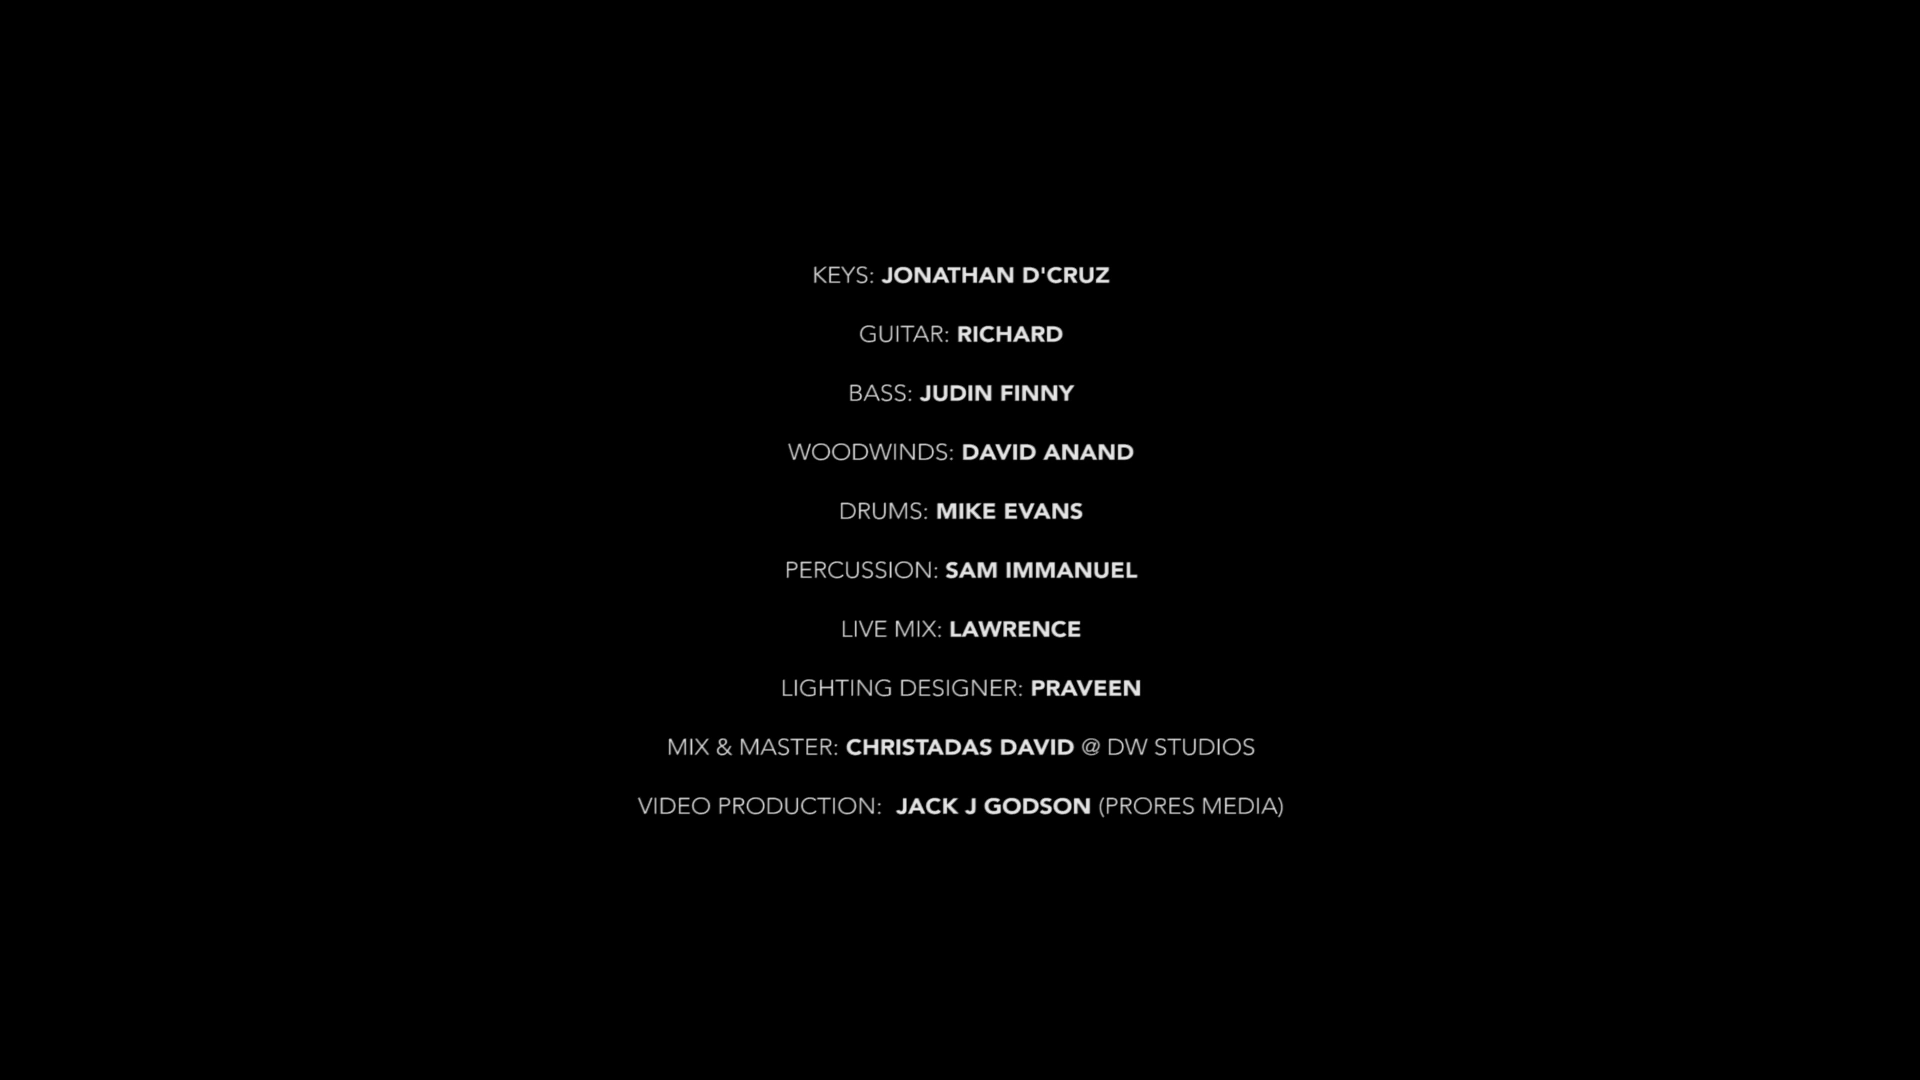 KEYS: JONATHAN D'CRUZ
GUITAR: RICHARD
BASS: JUDIN FINNY
WOODWINDS: DAVID ANAND
DRUMS: MIKE EVANS
PERCUSSION: SAM IMMANUEL
LIVE MIX: LAWRENCE
LIGHTING DESIGNER: PRAVEEN
MIX & MASTER: CHRISTADAS DAVID @ DW STUDIOS
VIDEO PRODUCTION:  JACK J GODSON (PRORES MEDIA)